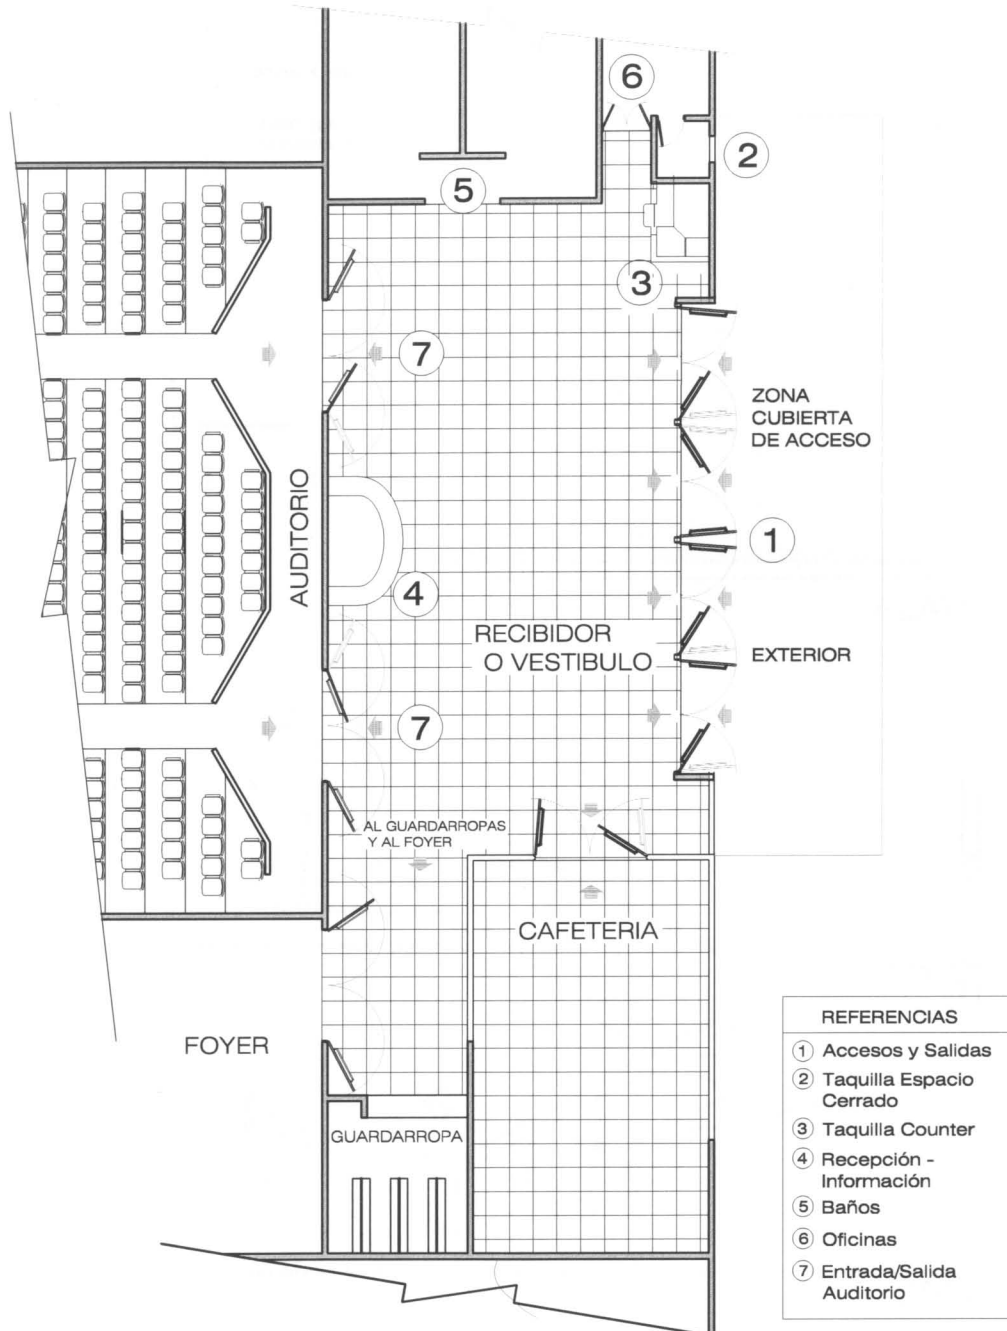 6
2
5
3
7
ZONA
CUBIERTA
DE ACCESO
AUDITORIO
1
4
RECIBIDOR
O VESTIBULO
EXTERIOR
7
AL GUARDARROPAS
Y AL FOYER
CAFETERIA
FOYER
GUARDARROPA
REFERENCIAS
1 Accesos y Salidas
2 Taquilla Espacio
Cerrado
3 Taquilla Counter
4 Recepción -
Información
5 Baños
6 Oficinas
7 Entrada/Salida
Auditorio